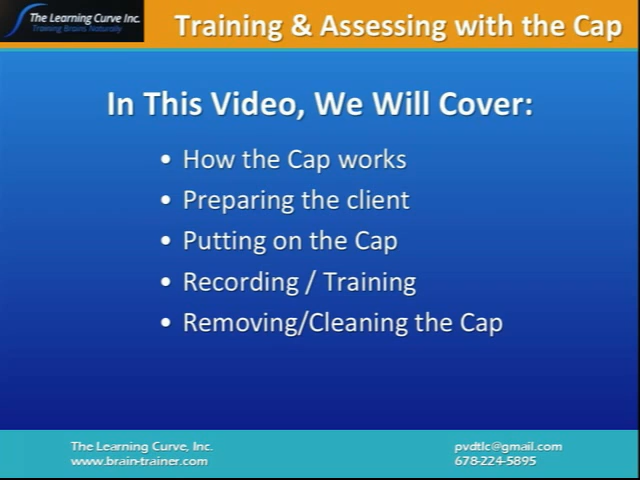 The Learning Curve Inc.
Training Brains Naturally
Training & Assessing with the Cap
In This Video, We Will Cover:
• How the Cap works
• Preparing the client
• Putting on the Cap
• Recording / Training
• Removing/Cleaning the Cap
The Learning Curve, Inc.
www.brain-trainer.com
pvdtlc@gmail.com
678-224-5895